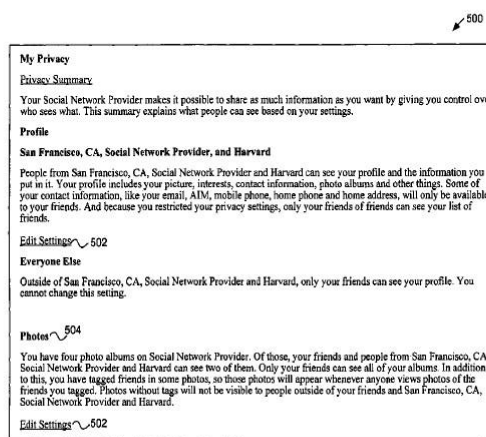 500
My Privacy
Privacy Summary
Your Social Network Provider makes it possible to share as much information as you want by giving you control ove
who sees what. This summary explains what people can see based on your settings.
Profile
San Francisco, CA, Social Network Provider, and Harvard
People from San Francisco, CA, Social Network Provider and Harvard can see your profile and the information you
put in it. Your profile includes your picture, interests, contact information, photo albums and other things. Some of
your contact information, like your email, AIM, mobile phone, home phone and home address, will only be available
to your friends. And because you restricted your privacy settings, only your friends of friends can see your list of
friends.
Edit Settings 502
Everyone Else
Outside of San Francisco, CA, Social Network Provider and Harvard, only your friends can see your profile. You
cannot change this setting.
Photos 504
You have four photo albums on Social Network Provider. Of those, your friends and people from San Francisco, CA
Social Network Provider and Harvard can see two of them. Only your friends can see all of your albums. In addition
to this, you have tagged friends in some photos, so those photos will appear whenever anyone views photos of the
friends you tagged. Photos without tags will not be visible to people outside of your friends and San Francisco, CA,
Social Network Provider and Harvard.
Edit Settings 502